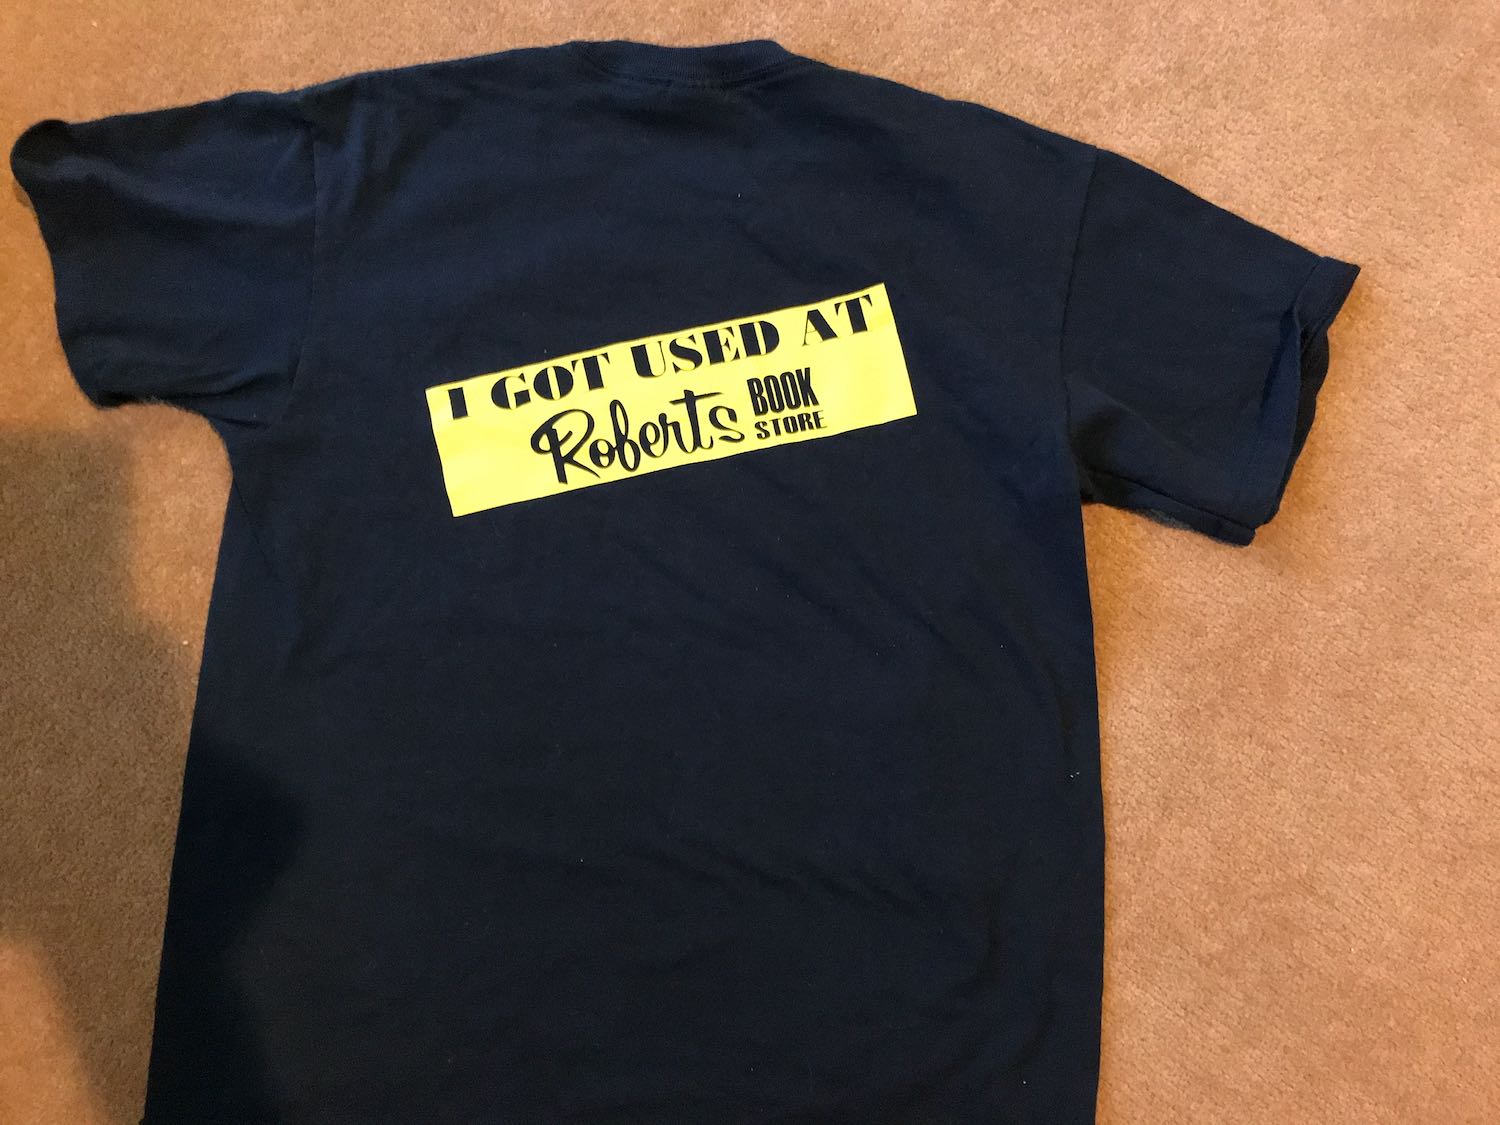 I GOT USED AT
Roberts BOOK
STORE